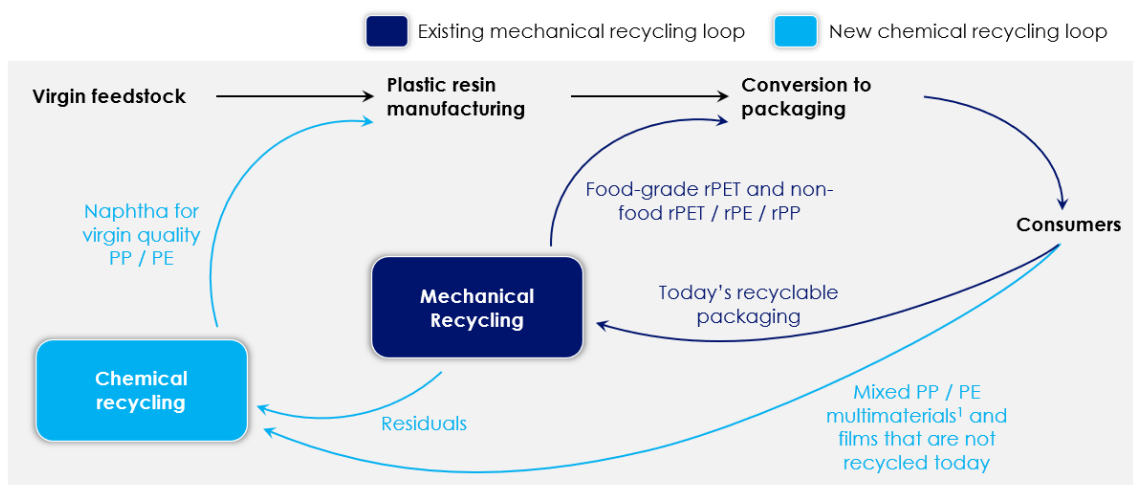 Existing mechanical recycling loop
New chemical recycling loop
Virgin feedstock
Plastic resin
manufacturing
Conversion to
packaging
Naphtha for
virgin quality
PP / PE
Food-grade rPET and non-
food rPET / rPE / rPP
Consumers
Mechanical
Recycling
Today’s recyclable
packaging
Chemical
recycling
Residuals
Mixed PP / PE
multimaterials¹ and
films that are not
recycled today